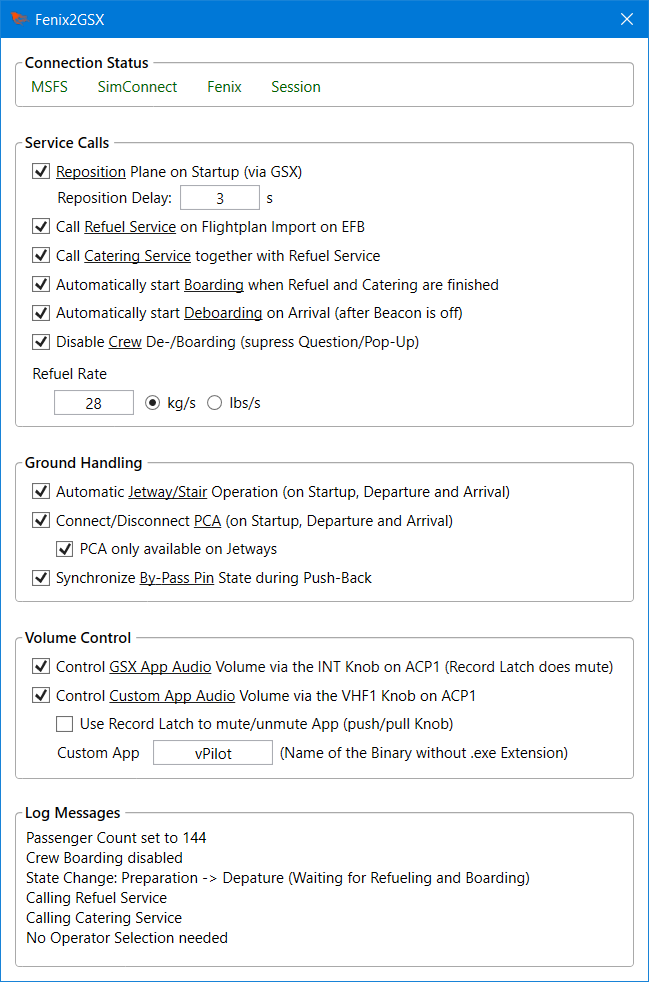 Fenix2GSX
Connection Status
MSFS SimConnect Fenix Session
Service Calls
Reposition Plane on Startup (via GSX)
Reposition Delay: 3 s
Call Refuel Service on Flightplan Import on EFB
Call Catering Service together with Refuel Service
Automatically start Boarding when Refuel and Catering are finished
Automatically start Deboarding on Arrival (after Beacon is off)
Disable Crew De-/Boarding (supress Question/Pop-Up)
Refuel Rate
28 kg/s lbs/s
Ground Handling
Automatic Jetway/Stair Operation (on Startup, Departure and Arrival)
Connect/Disconnect PCA (on Startup, Departure and Arrival)
PCA only available on Jetways
Synchronize By-Pass Pin State during Push-Back
Volume Control
Control GSX App Audio Volume via the INT Knob on ACP1 (Record Latch does mute)
Control Custom App Audio Volume via the VHF1 Knob on ACP1
Use Record Latch to mute/unmute App (push/pull Knob)
Custom App vPilot (Name of the Binary without .exe Extension)
Log Messages
Passenger Count set to 144
Crew Boarding disabled
State Change: Preparation -> Depature (Waiting for Refueling and Boarding)
Calling Refuel Service
Calling Catering Service
No Operator Selection needed